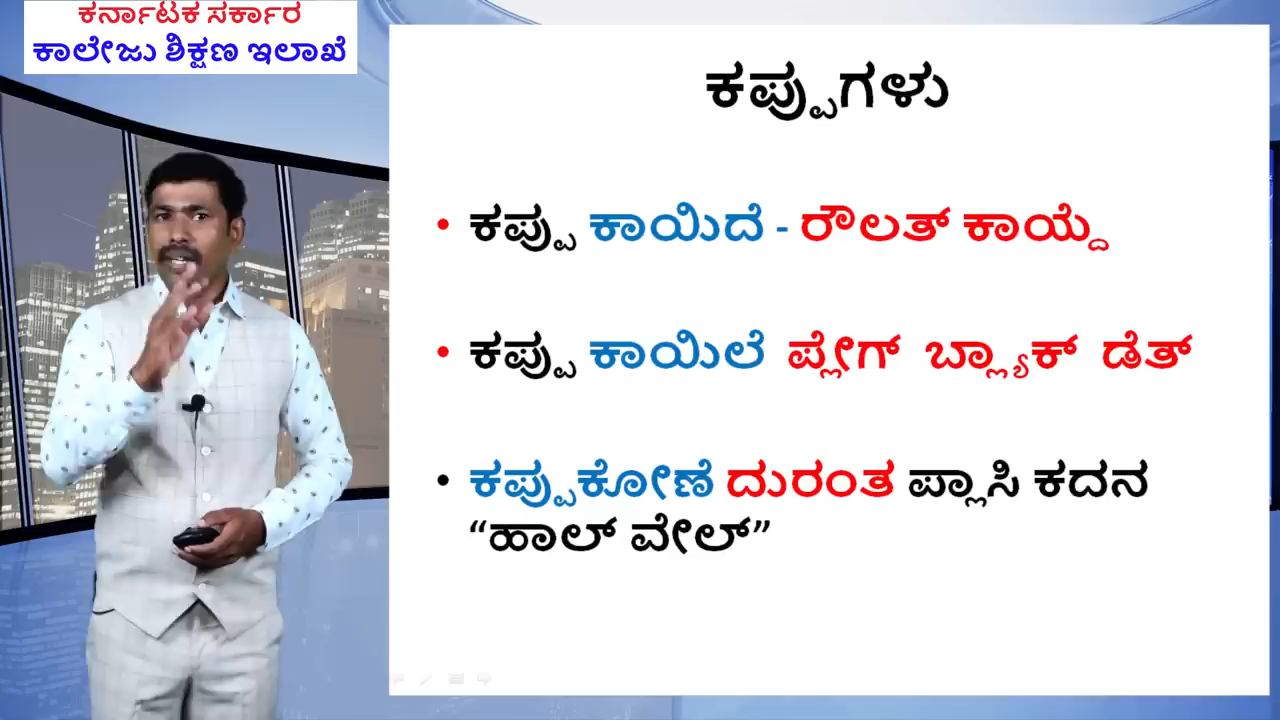 ಕರ್ನಾಟಕ ಸರ್ಕಾರ
ಕಾಲೇಜು ಶಿಕ್ಷಣ ಇಲಾಖೆ
ಕಪ್ಪುಗಳು
• ಕಪ್ಪು ಕಾಯಿದೆ - ರೌಲತ್ ಕಾಯ್ದೆ
• ಕಪ್ಪು ಕಾಯಿಲೆ ಪ್ಲೇಗ್ ಬ್ಲ್ಯಾಕ್ ಡೆತ್
• ಕಪ್ಪುಕೋಣೆ ದುರಂತ ಪ್ಲಾಸಿ ಕದನ
“ಹಾಲ್ ವೇಲ್”